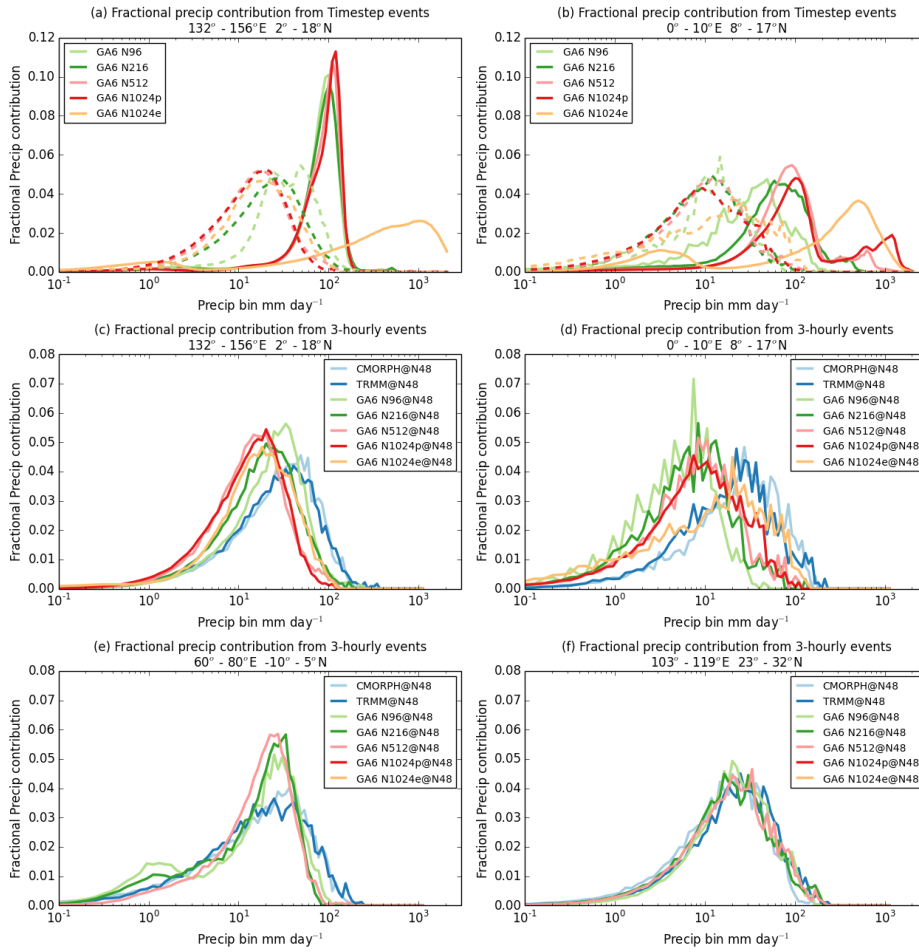 (a) Fractional precip contribution from Timestep events
132° - 156°E 2° - 18°N
0.12
0.10
0.08
0.06
0.04
0.02
0.00
Fractional Precip contribution
GA6 N96
GA6 N216
GA6 N512
GA6 N1024p
GA6 N1024e
10⁻¹ 10⁰ 10¹ 10² 10³
Precip bin mm day⁻¹
(b) Fractional precip contribution from Timestep events
0° - 10°E 8° - 17°N
0.12
0.10
0.08
0.06
0.04
0.02
0.00
Fractional Precip contribution
GA6 N96
GA6 N216
GA6 N512
GA6 N1024p
GA6 N1024e
10⁻¹ 10⁰ 10¹ 10² 10³
Precip bin mm day⁻¹
(c) Fractional precip contribution from 3-hourly events
132° - 156°E 2° - 18°N
0.08
0.07
0.06
0.05
0.04
0.03
0.02
0.01
0.00
Fractional Precip contribution
CMORPH@N48
TRMM@N48
GA6 N96@N48
GA6 N216@N48
GA6 N512@N48
GA6 N1024p@N48
GA6 N1024e@N48
10⁻¹ 10⁰ 10¹ 10² 10³
Precip bin mm day⁻¹
(d) Fractional precip contribution from 3-hourly events
0° - 10°E 8° - 17°N
0.08
0.07
0.06
0.05
0.04
0.03
0.02
0.01
0.00
Fractional Precip contribution
CMORPH@N48
TRMM@N48
GA6 N96@N48
GA6 N216@N48
GA6 N512@N48
GA6 N1024p@N48
GA6 N1024e@N48
10⁻¹ 10⁰ 10¹ 10² 10³
Precip bin mm day⁻¹
(e) Fractional precip contribution from 3-hourly events
60° - 80°E -10° - 5°N
0.08
0.07
0.06
0.05
0.04
0.03
0.02
0.01
0.00
Fractional Precip contribution
CMORPH@N48
TRMM@N48
GA6 N96@N48
GA6 N216@N48
GA6 N512@N48
GA6 N1024p@N48
GA6 N1024e@N48
10⁻¹ 10⁰ 10¹ 10² 10³
Precip bin mm day⁻¹
(f) Fractional precip contribution from 3-hourly events
103° - 119°E 23° - 32°N
0.08
0.07
0.06
0.05
0.04
0.03
0.02
0.01
0.00
Fractional Precip contribution
CMORPH@N48
TRMM@N48
GA6 N96@N48
GA6 N216@N48
GA6 N512@N48
GA6 N1024p@N48
GA6 N1024e@N48
10⁻¹ 10⁰ 10¹ 10² 10³
Precip bin mm day⁻¹